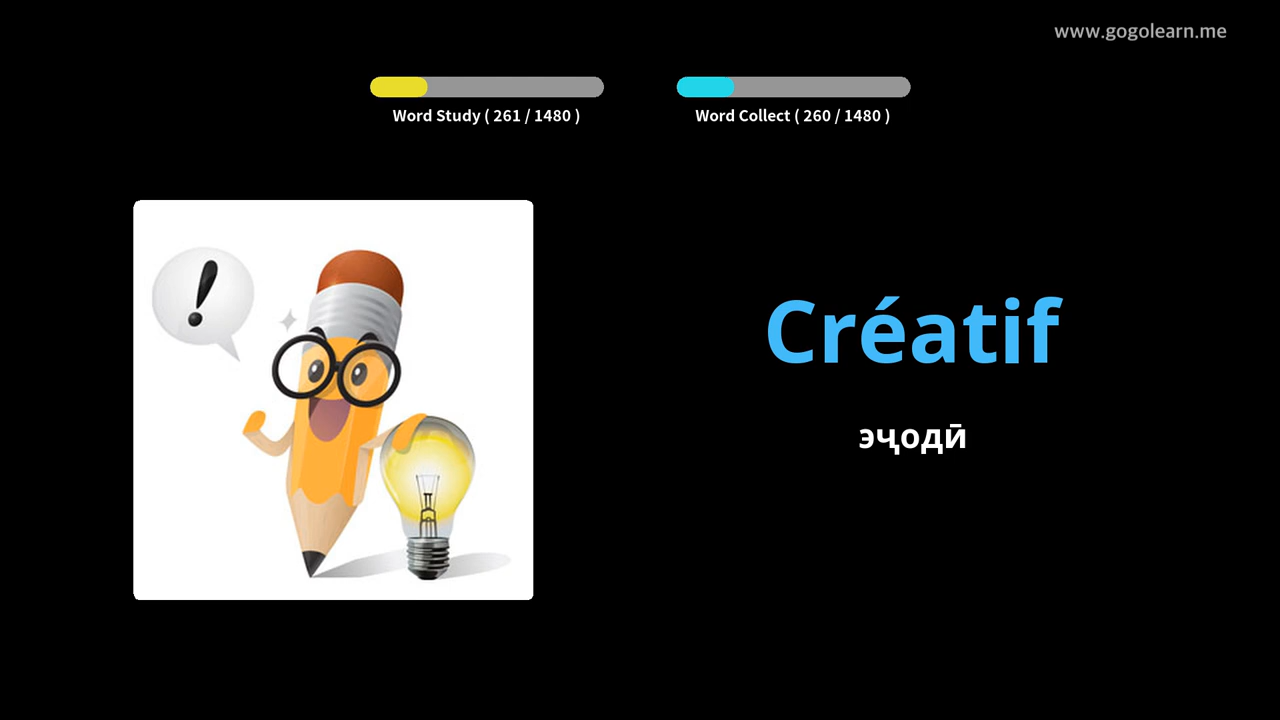 www.gogolearn.me
Word Study ( 261 / 1480 )
Word Collect ( 260 / 1480 )
!
Créatif
эҷодӣ